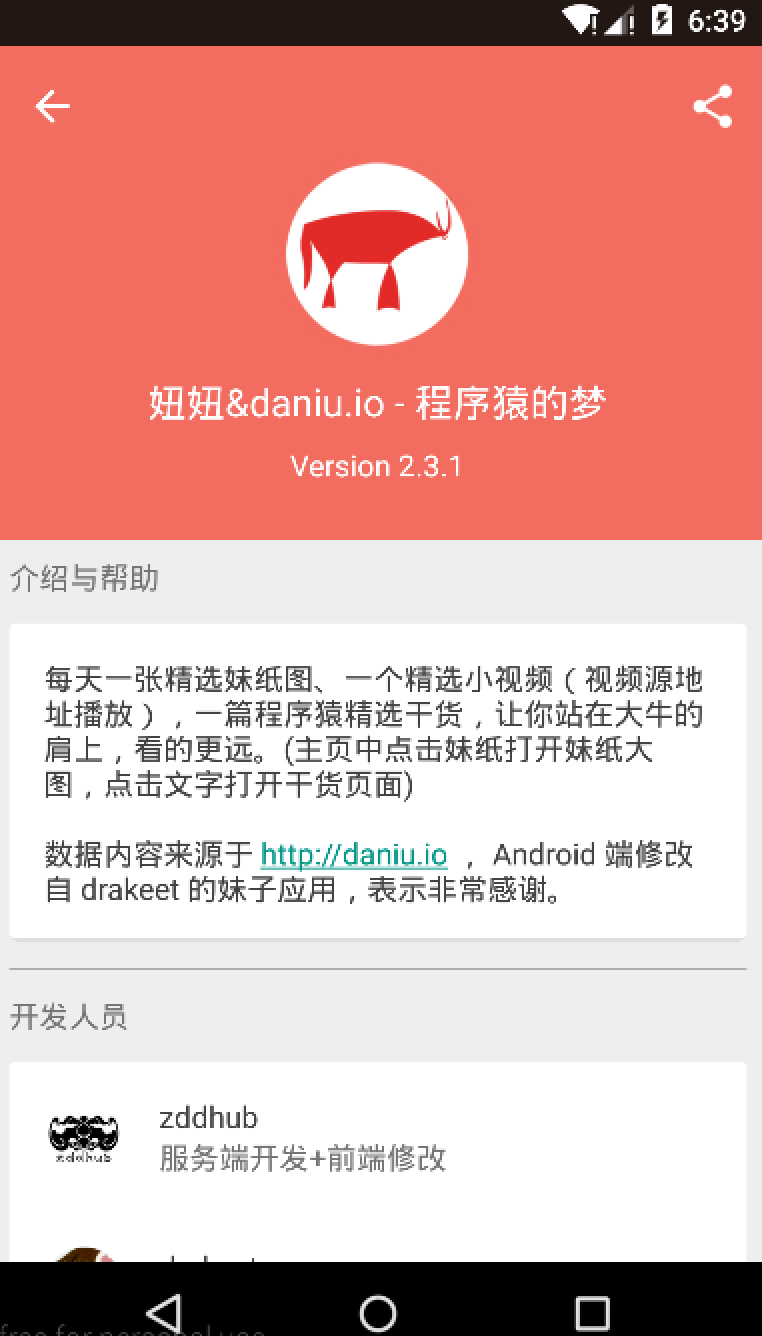 6:39
妞妞&daniu.io - 程序猿的梦
Version 2.3.1
介绍与帮助
每天一张精选妹纸图、一个精选小视频（视频源地
址播放），一篇程序猿精选干货，让你站在大牛的
肩上，看的更远。(主页中点击妹纸打开妹纸大
图，点击文字打开干货页面)
数据内容来源于 http://daniu.io ， Android 端修改
自 drakeet 的妹子应用，表示非常感谢。
开发人员
zddhub
zddhub
服务端开发+前端修改
free for personal use